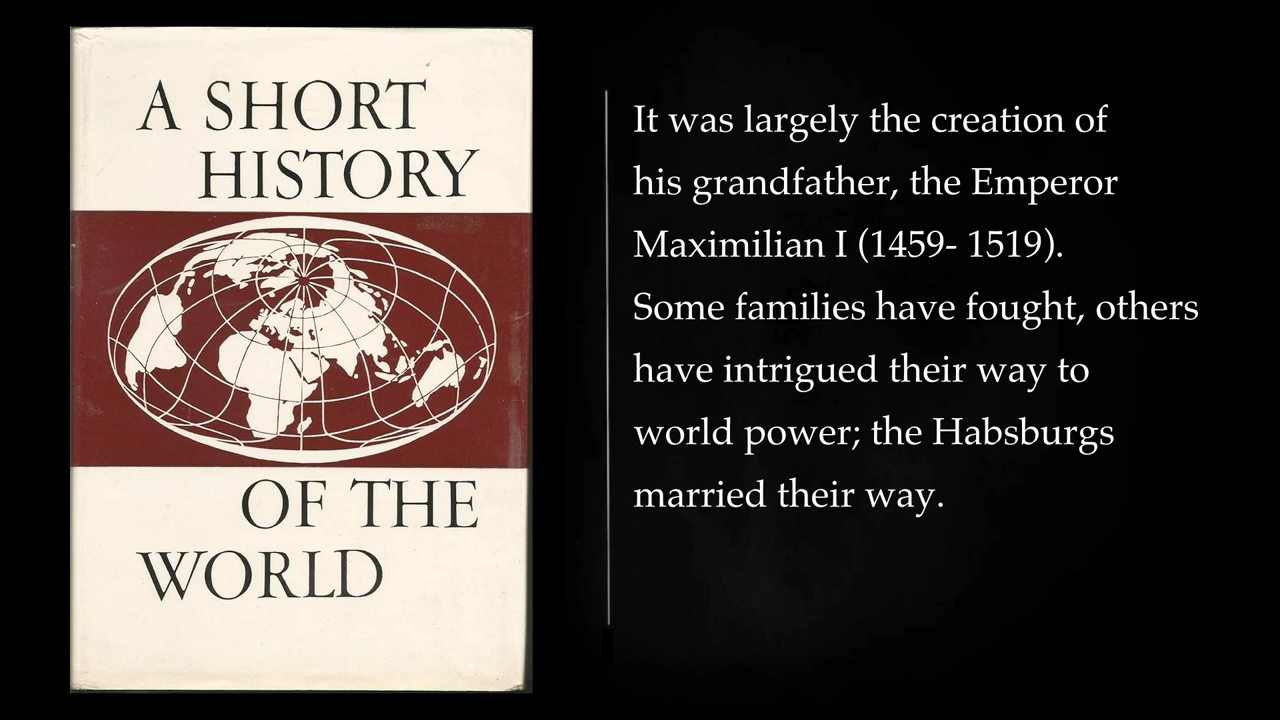 A SHORT
HISTORY
OF THE
WORLD
It was largely the creation of
his grandfather, the Emperor
Maximilian I (1459- 1519).
Some families have fought, others
have intrigued their way to
world power; the Habsburgs
married their way.